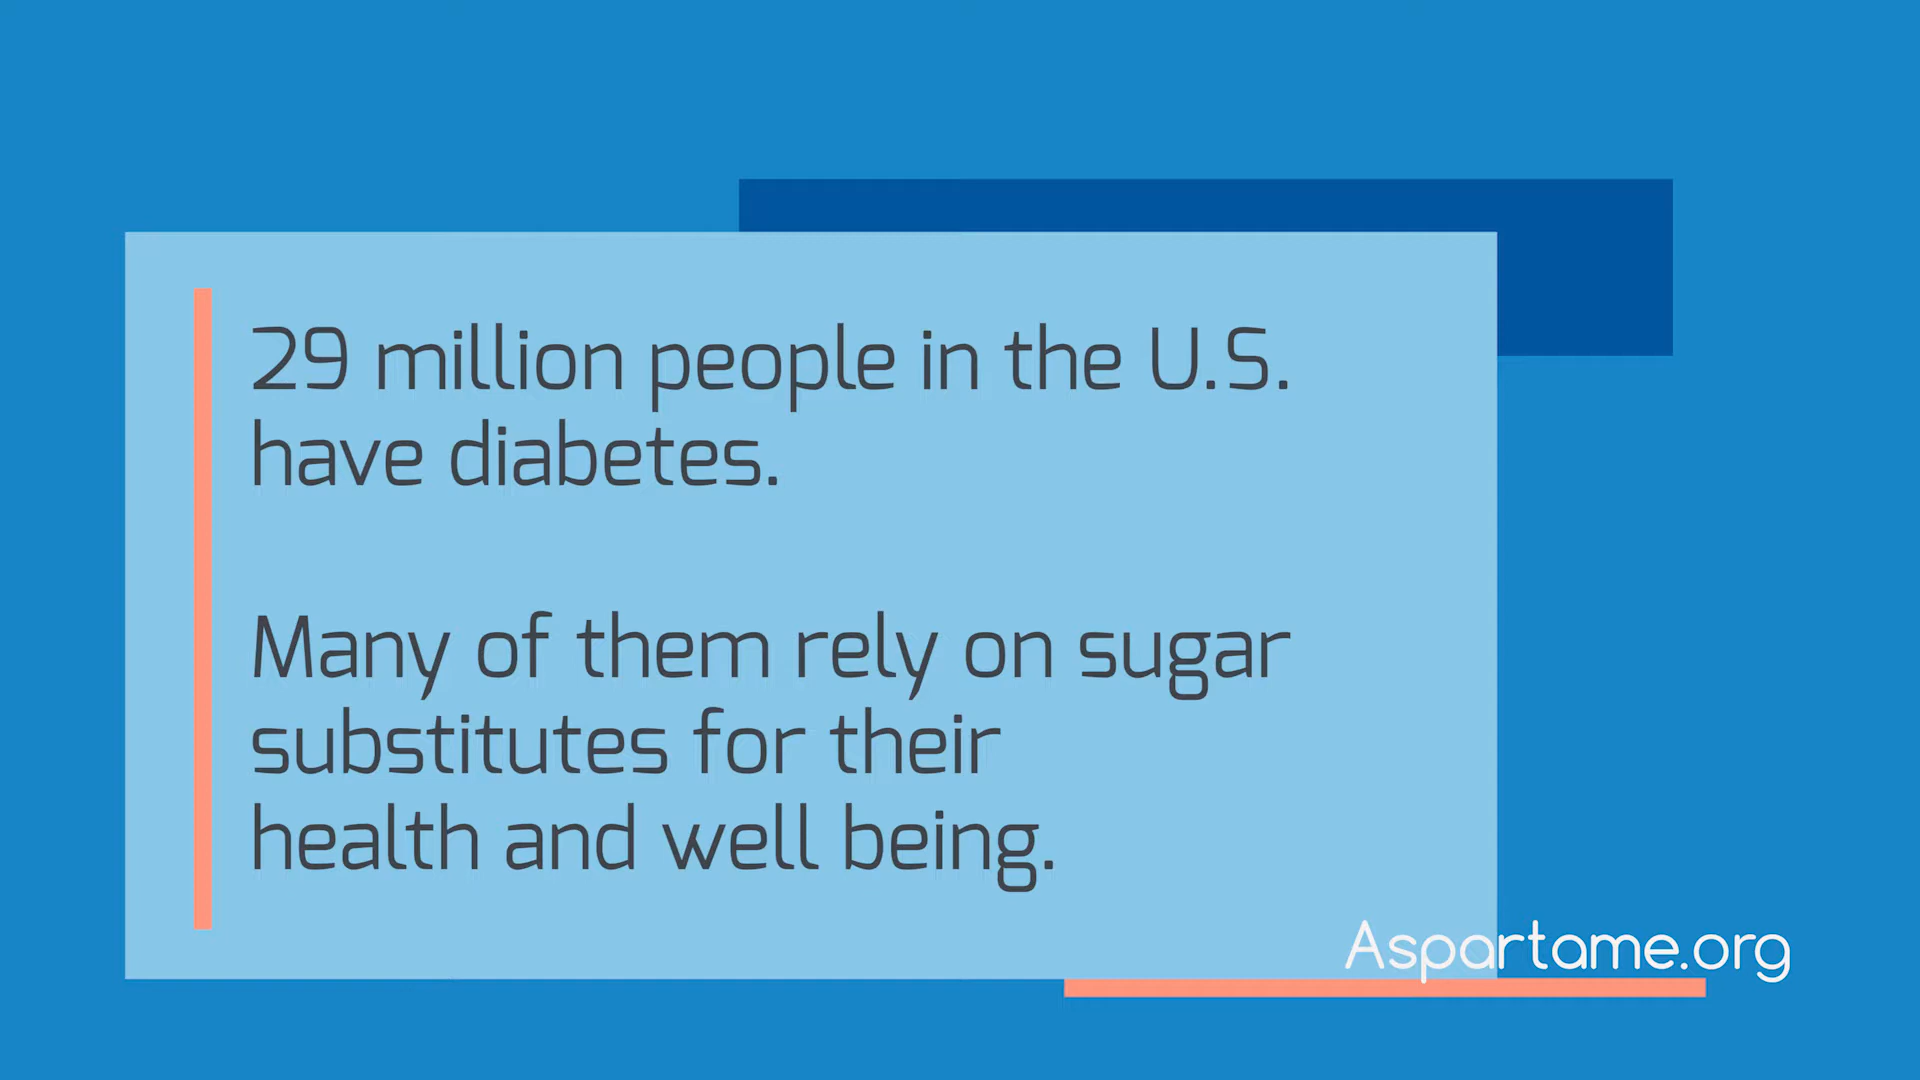 29 million people in the U.S.
have diabetes.
Many of them rely on sugar
substitutes for their
health and well being.
Aspartame.org